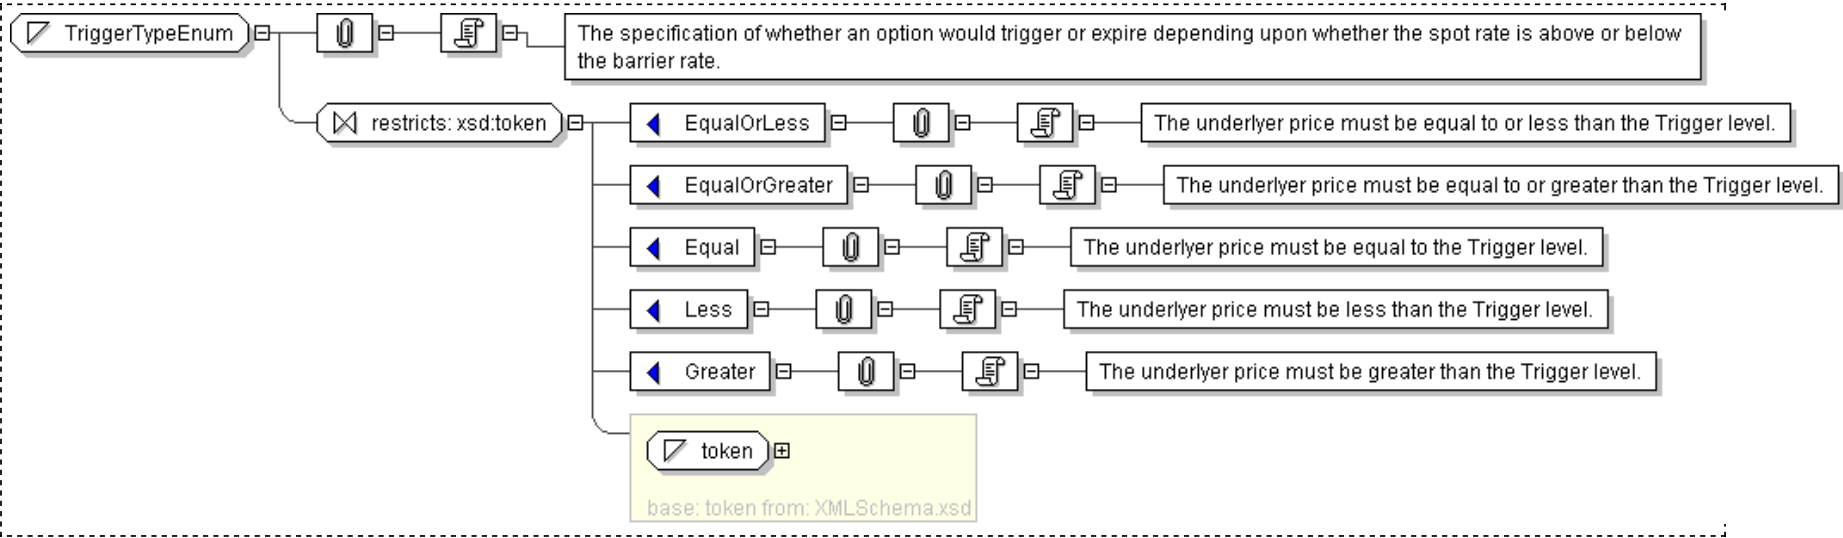 TriggerTypeEnum
The specification of whether an option would trigger or expire depending upon whether the spot rate is above or below
the barrier rate.
restricts: xsd:token
EqualOrLess
The underlyer price must be equal to or less than the Trigger level.
EqualOrGreater
The underlyer price must be equal to or greater than the Trigger level.
Equal
The underlyer price must be equal to the Trigger level.
Less
The underlyer price must be less than the Trigger level.
Greater
The underlyer price must be greater than the Trigger level.
token
base: token from: XMLSchema.xsd